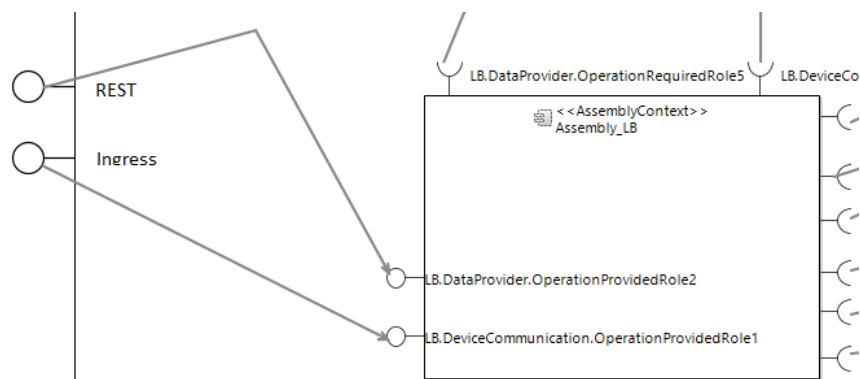 LB.DataProvider.OperationRequiredRole5 LB.DeviceCo
REST
<<AssemblyContext>>
Assembly_LB
Ingress
LB.DataProvider.OperationProvidedRole2
LB.DeviceCommunication.OperationProvidedRole1